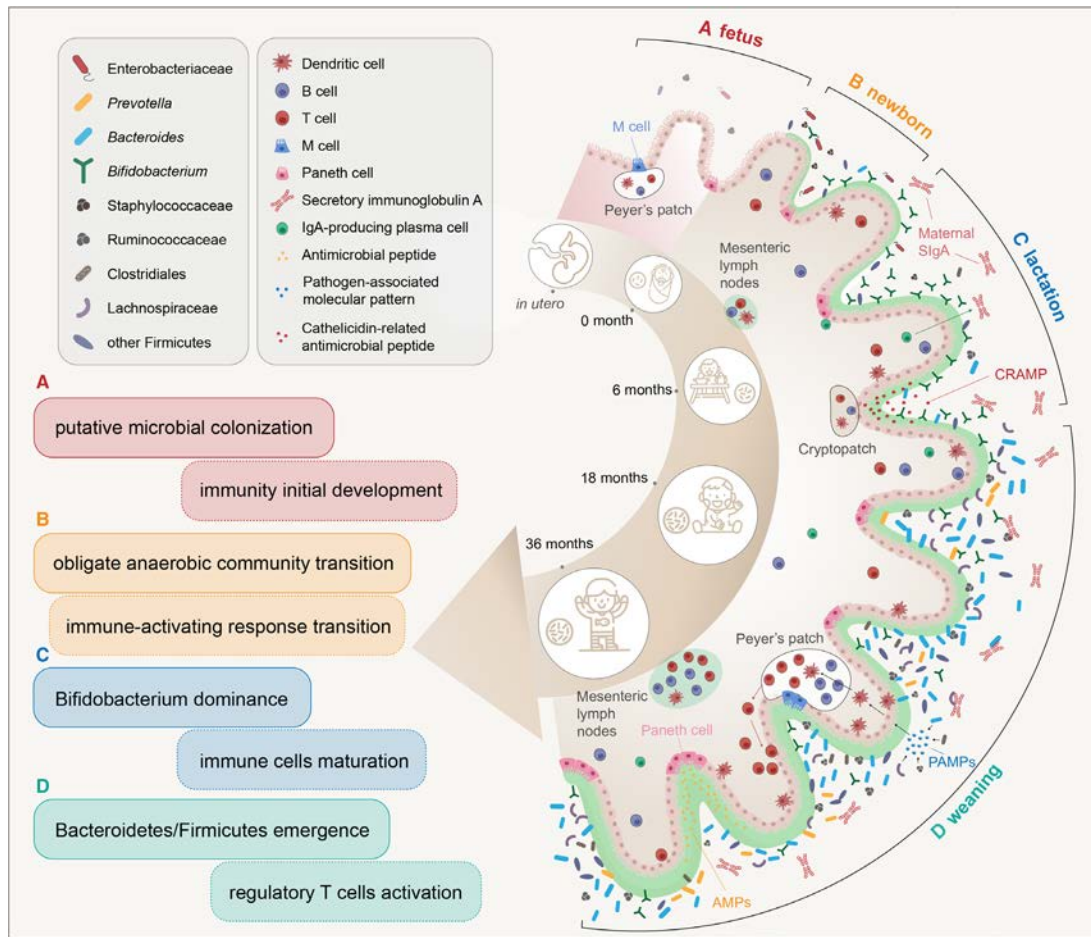 Enterobacteriaceae
Prevotella
Bacteroides
Bifidobacterium
Staphylococcaceae
Ruminococcaceae
Clostridiales
Lachnospiraceae
other Firmicutes
Dendritic cell
B cell
T cell
M cell
Paneth cell
Secretory immunoglobulin A
IgA-producing plasma cell
Antimicrobial peptide
Pathogen-associated
molecular pattern
Cathelicidin-related
antimicrobial peptide
A fetus
B newborn
C lactation
D weaning
M cell
Peyer's patch
Mesenteric
lymph
nodes
Maternal
SIgA
in utero
0 month
6 months
18 months
36 months
CRAMP
Cryptopatch
Peyer's patch
Mesenteric
lymph
nodes
Paneth cell
PAMPs
AMPs
A
putative microbial colonization
immunity initial development
B
obligate anaerobic community transition
immune-activating response transition
C
Bifidobacterium dominance
immune cells maturation
D
Bacteroidetes/Firmicutes emergence
regulatory T cells activation